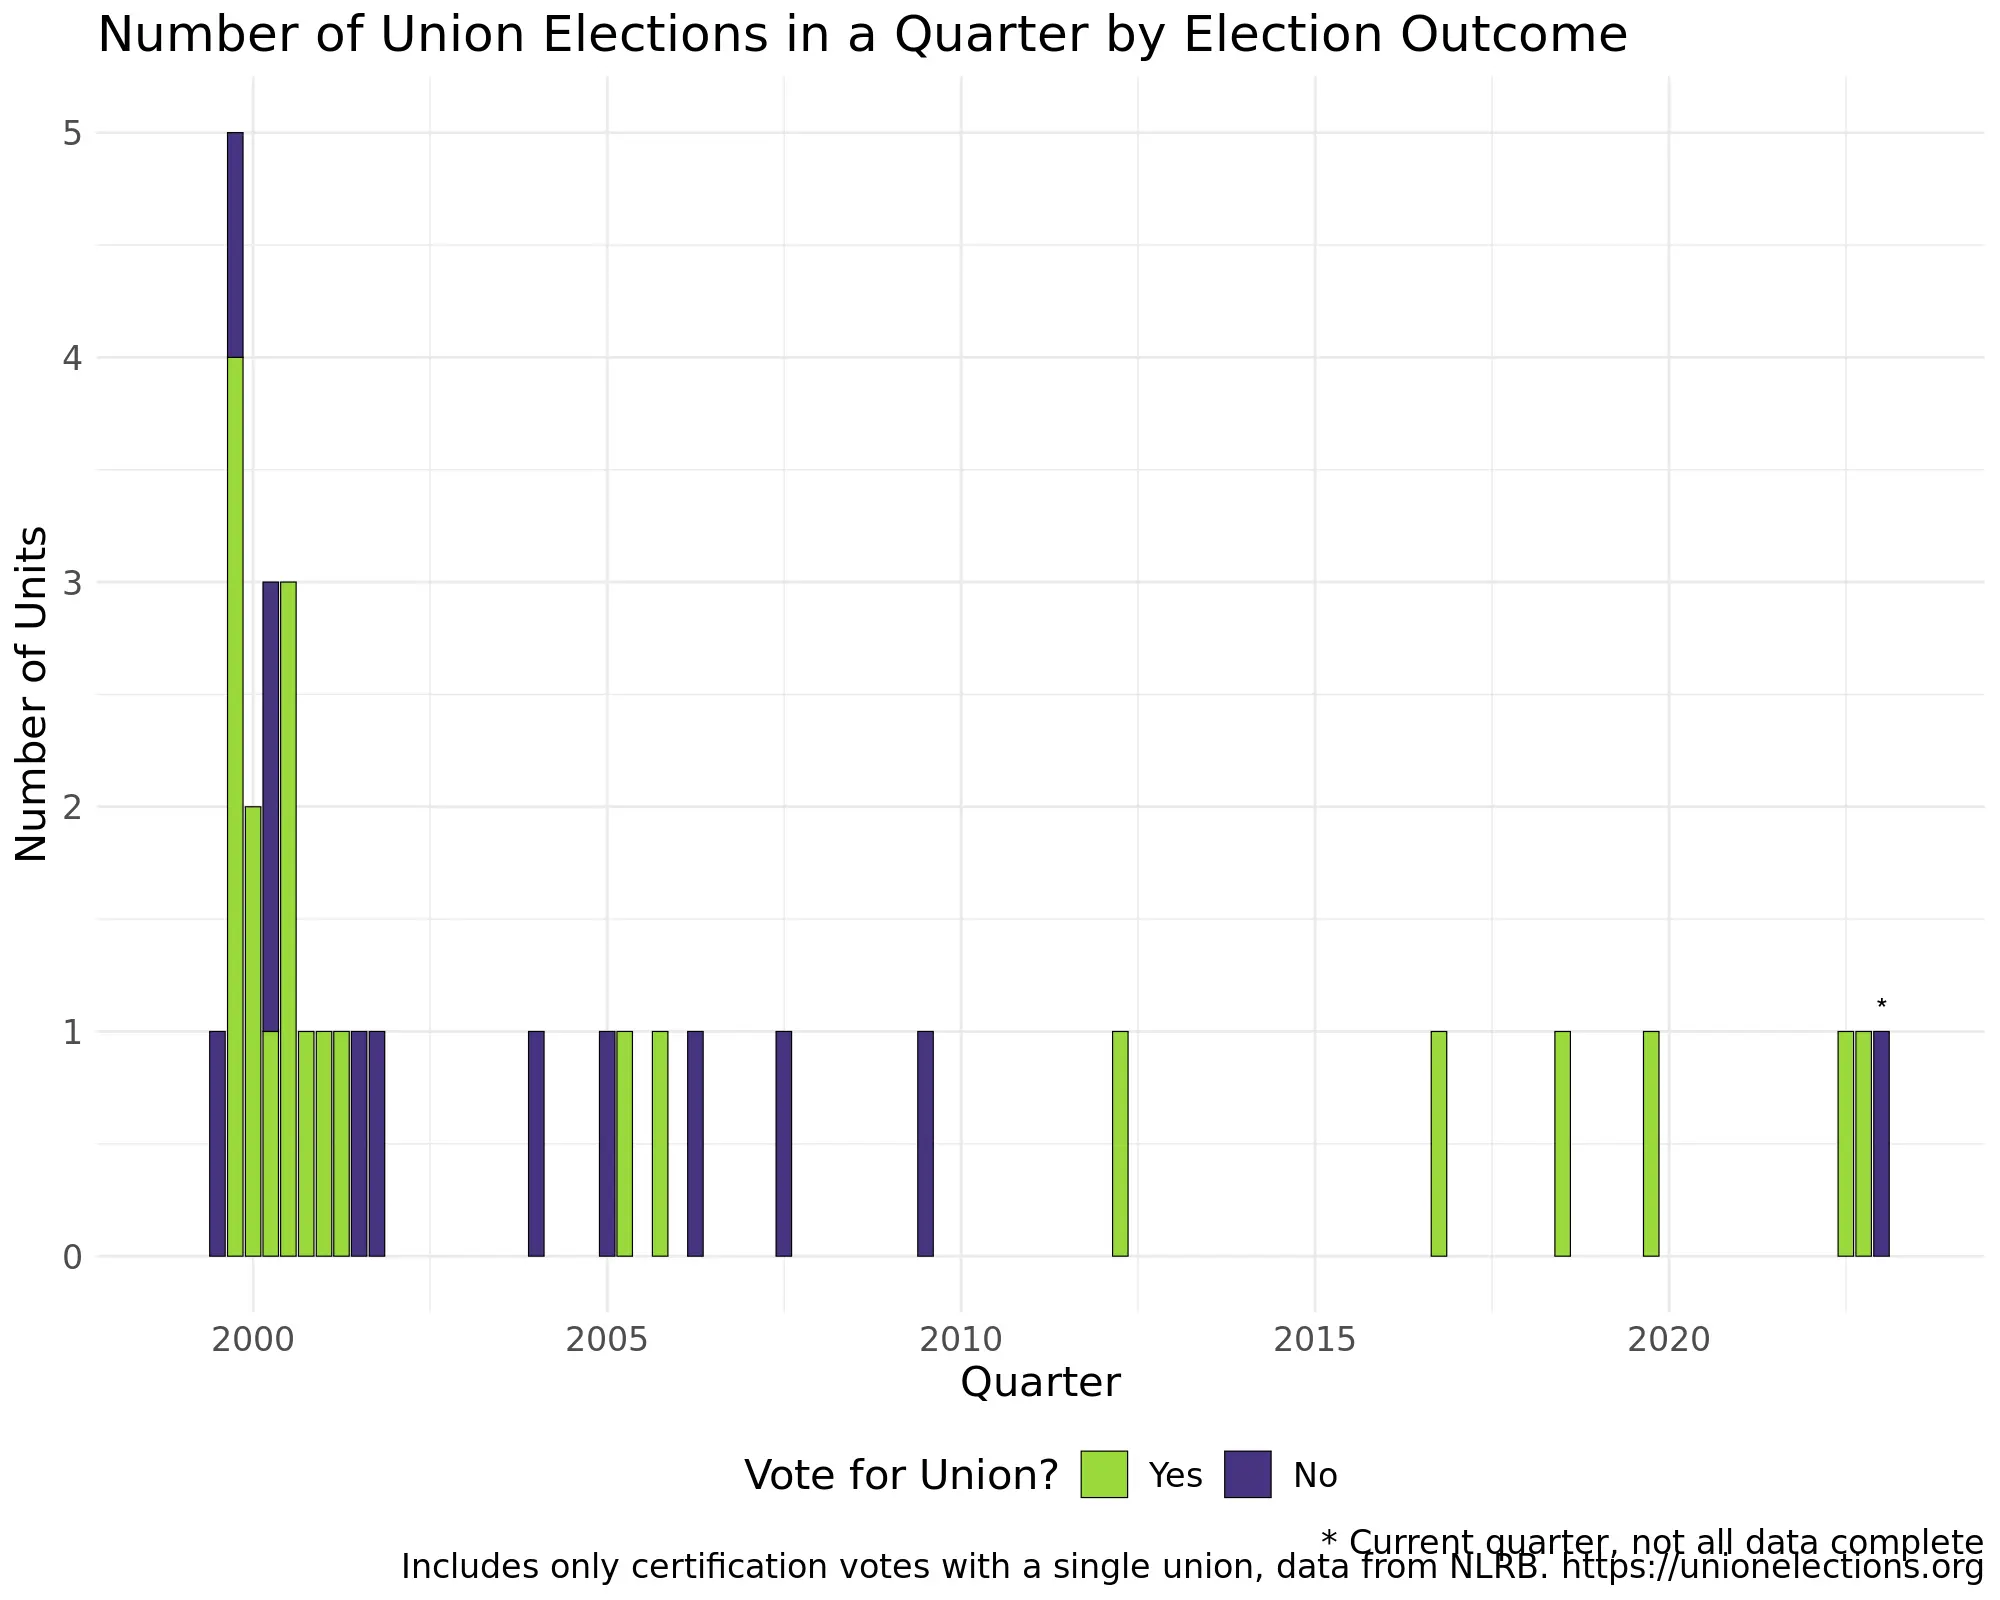 Number of Union Elections in a Quarter by Election Outcome
5
4
3
2
1
0
Number of Units
*
2000 2005 2010 2015 2020
Quarter
Vote for Union? Yes No
* Current quarter, not all data complete
Includes only certification votes with a single union, data from NLRB. https://unionelections.org